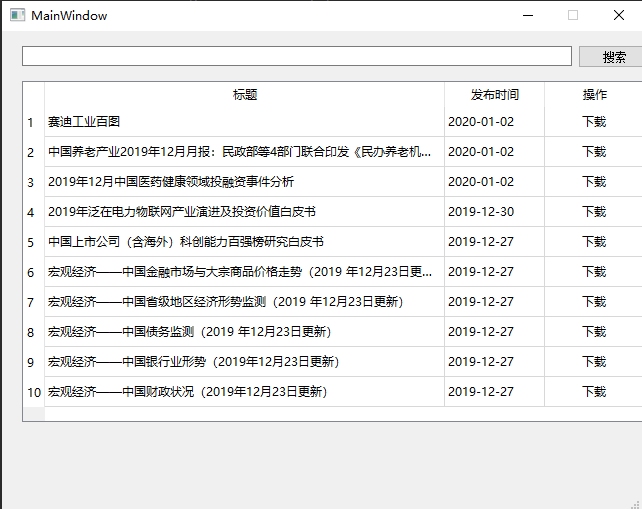 MainWindow
搜索
标题 发布时间 操作
1 赛迪工业百图 2020-01-02 下载
2 中国养老产业2019年12月月报：民政部等4部门联合印发《民办养老机... 2020-01-02 下载
3 2019年12月中国医药健康领域投融资事件分析 2020-01-02 下载
4 2019年泛在电力物联网产业演进及投资价值白皮书 2019-12-30 下载
5 中国上市公司（含海外）科创能力百强榜研究白皮书 2019-12-27 下载
6 宏观经济——中国金融市场与大宗商品价格走势（2019 年12月23日更... 2019-12-27 下载
7 宏观经济——中国省级地区经济形势监测（2019 年12月23日更新） 2019-12-27 下载
8 宏观经济——中国债务监测（2019 年12月23日更新） 2019-12-27 下载
9 宏观经济——中国银行业形势（2019年12月23日更新） 2019-12-27 下载
10 宏观经济——中国财政状况（2019年12月23日更新） 2019-12-27 下载